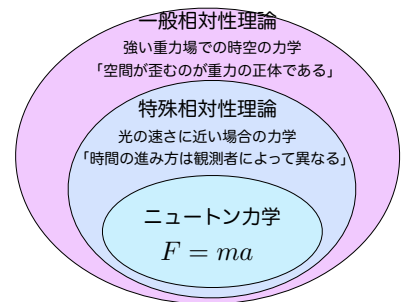 一般相対性理論
強い重力場での時空の力学
「空間が歪むのが重力の正体である」
特殊相対性理論
光の速さに近い場合の力学
「時間の進み方は観測者によって異なる」
ニュートン力学
F = ma